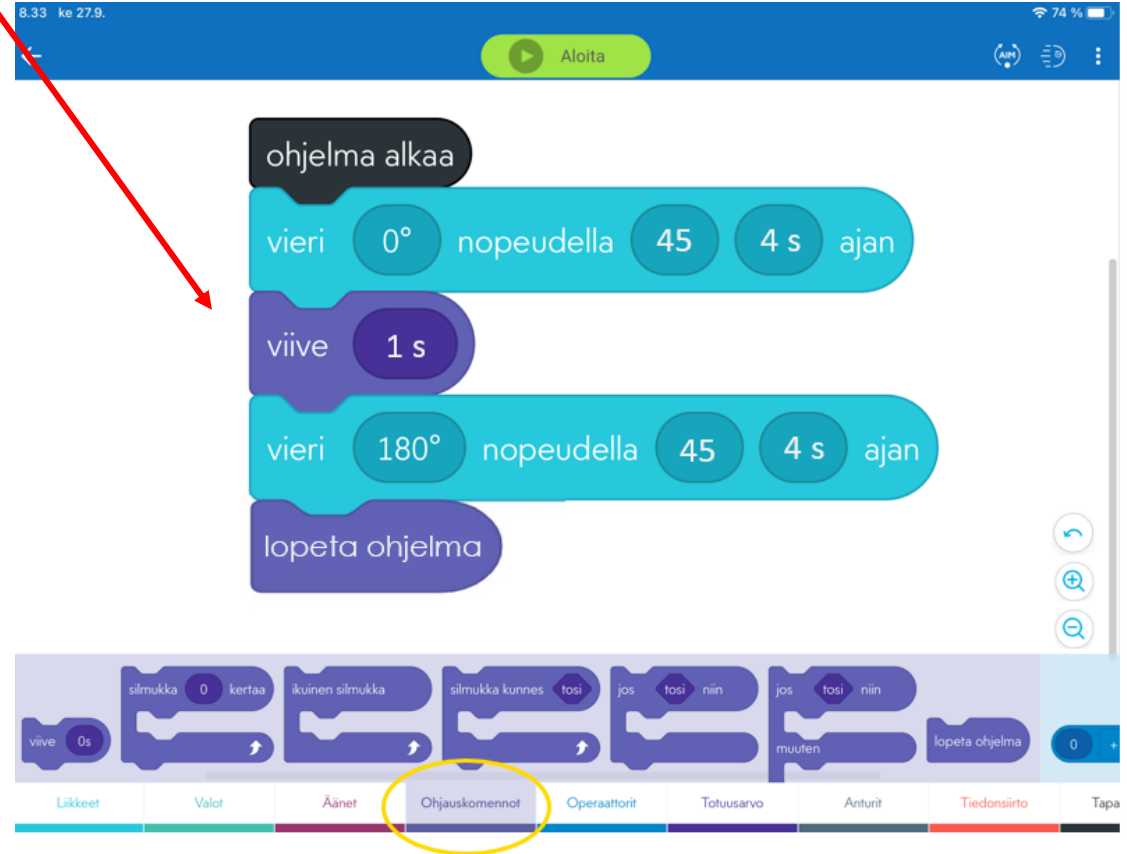 8.33 ke 27.9.
74 %
Aloita
AIM
ohjelma alkaa
vieri 0° nopeudella 45 4 s ajan
viive 1 s
vieri 180° nopeudella 45 4 s ajan
lopeta ohjelma
viive 0s
silmukka 0 kertaa
ikuinen silmukka
silmukka kunnes tosi
jos tosi niin
jos tosi niin
muuten
lopeta ohjelma
0 +
Liikkeet Valot Äänet Ohjauskomennot Operaattorit Totuusarvo Anturit Tiedonsiirto Tapa